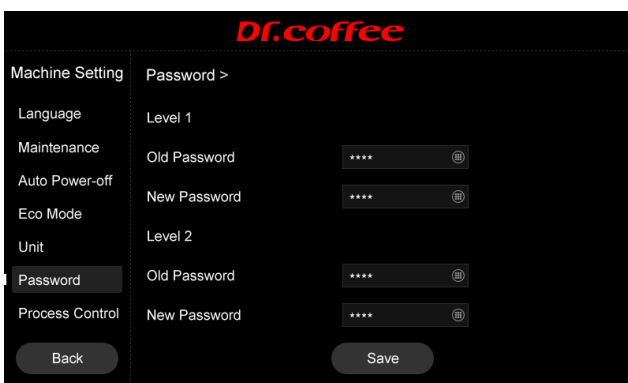 Dr.coffee
Machine Setting
Language
Maintenance
Auto Power-off
Eco Mode
Unit
Password
Process Control
Back
Password >
Level 1
Old Password ****
New Password ****
Level 2
Old Password ****
New Password ****
Save